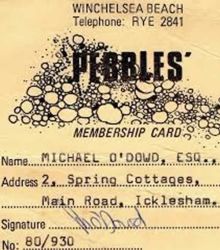 WINCHELSEA BEACH
Telephone: RYE 2841
'PEBBLES'
MEMBERSHIP CARD
Name MICHAEL O'DOWD, ESQ.,
Address 2, Spring Cottages,
Main Road, Icklesham,
Signature
No: 80/930